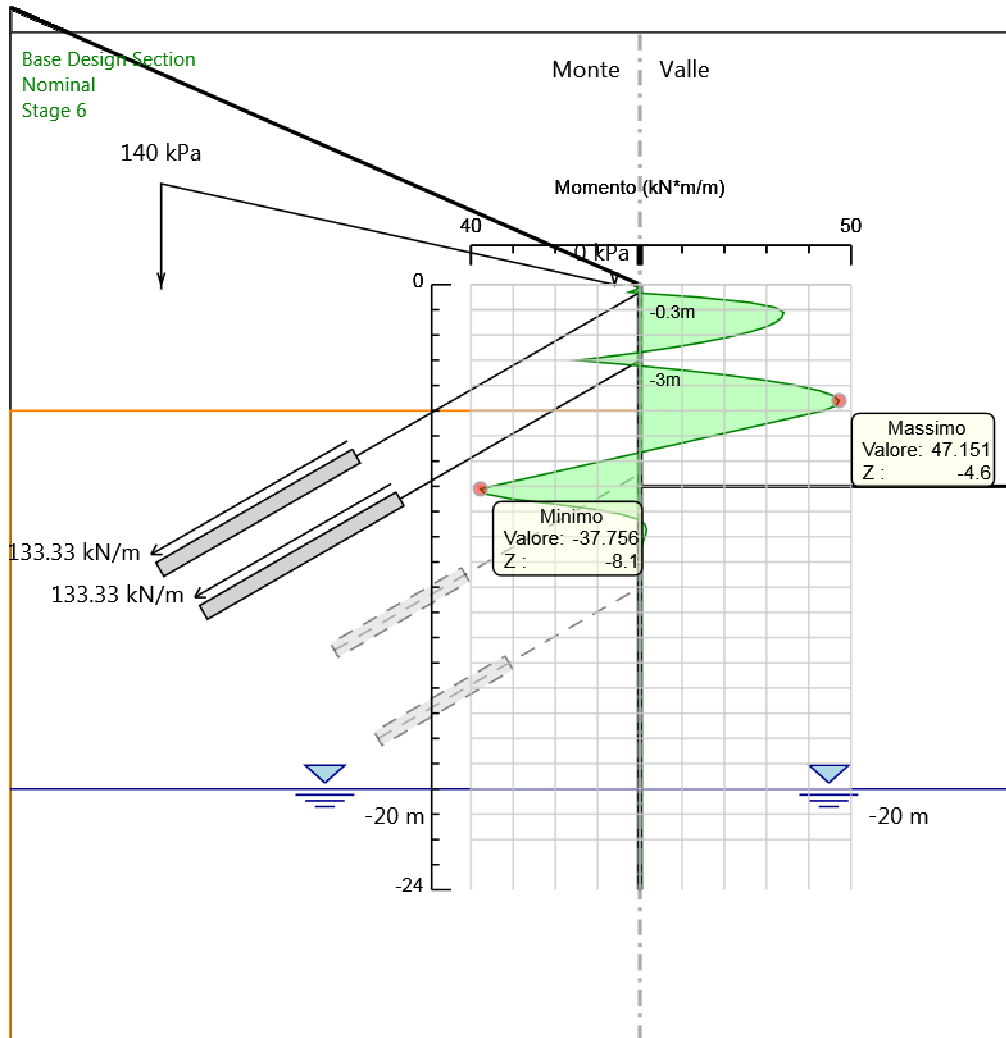 Base Design Section
Nominal
Stage 6
Monte
Valle
140 kPa
Momento (kN*m/m)
40
50
0 kPa
0
-0.3m
-3m
Massimo
Valore: 47.151
Z : -4.6
Minimo
Valore: -37.756
Z : -8.1
133.33 kN/m
133.33 kN/m
-20 m
-20 m
-24